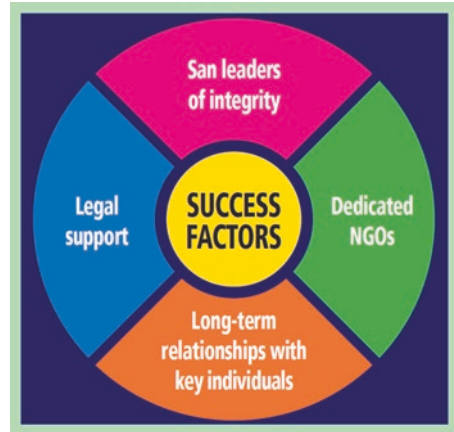 San leaders
of integrity
Legal
support
SUCCESS
FACTORS
Dedicated
NGOs
Long-term
relationships with
key individuals